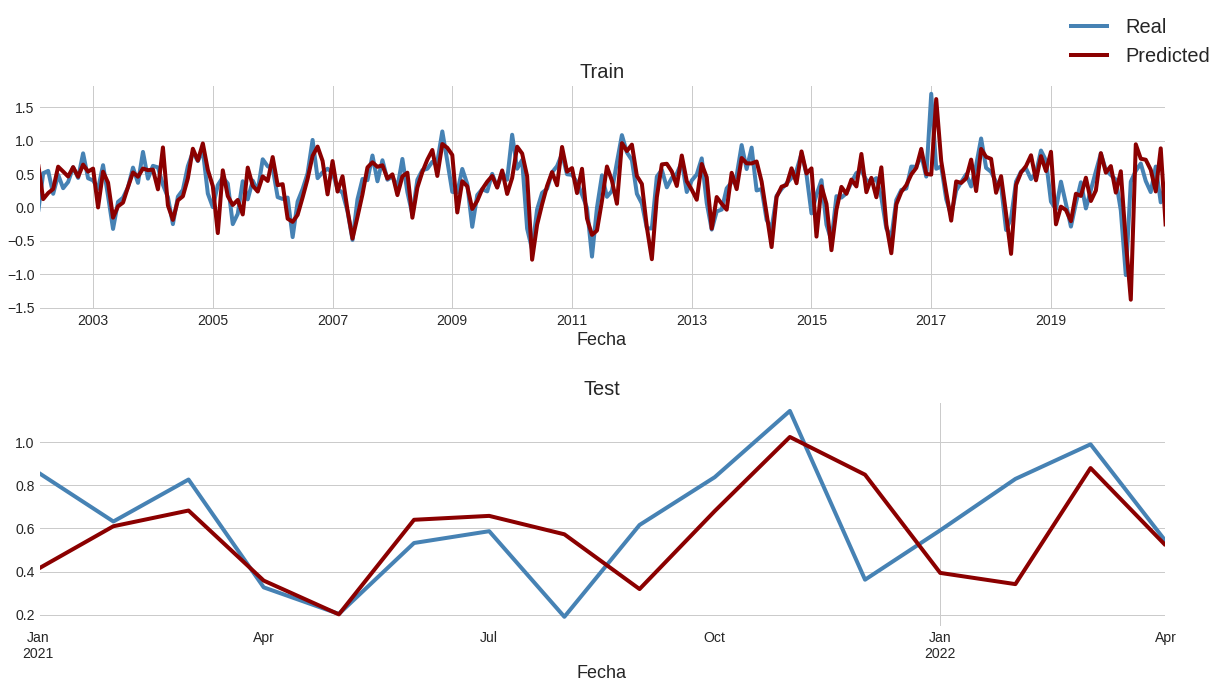 Real
Predicted
Train
1.5
1.0
0.5
0.0
−0.5
−1.0
−1.5
2003 2005 2007 2009 2011 2013 2015 2017 2019
Fecha
Test
1.0
0.8
0.6
0.4
0.2
Jan Apr Jul Oct Jan Apr
2021 2022
Fecha